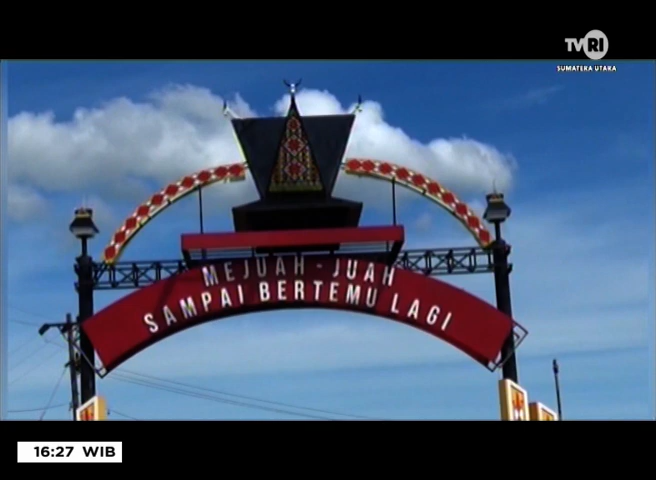 TVRI
SUMATERA UTARA
MEJUAH-JUAH
SAMPAI BERTEMU LAGI
16:27 WIB